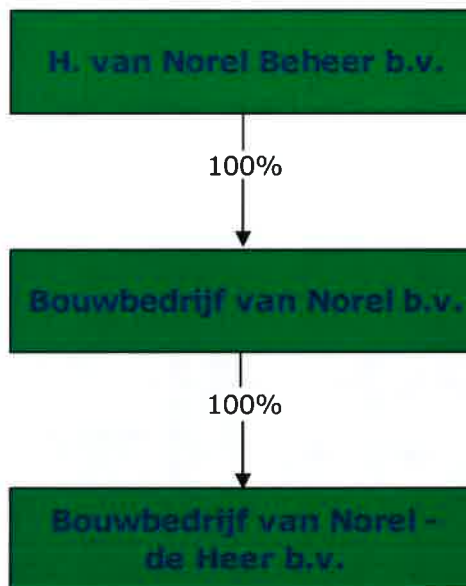 H. van Norel Beheer b.v.
100%
Bouwbedrijf van Norel b.v.
100%
Bouwbedrijf van Norel -
de Heer b.v.